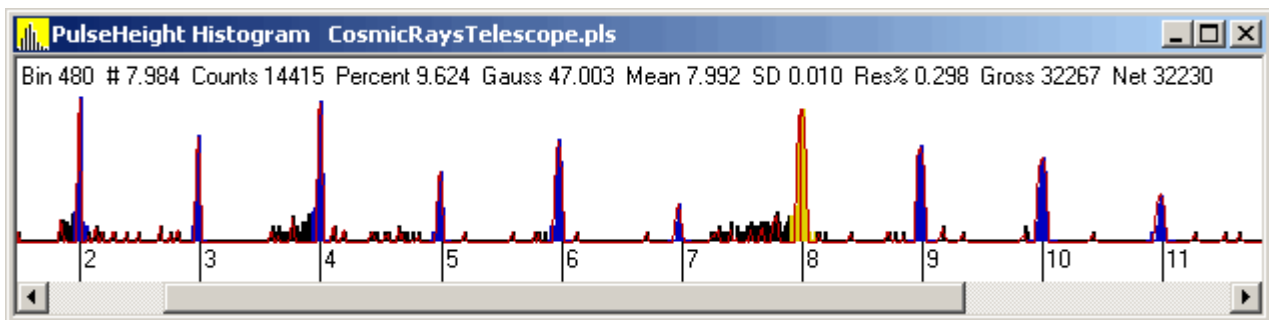 PulseHeight Histogram CosmicRaysTelescope.pls
Bin 480 # 7.984 Counts 14415 Percent 9.624 Gauss 47.003 Mean 7.992 SD 0.010 Res% 0.298 Gross 32267 Net 32230
2 3 4 5 6 7 8 9 10 11